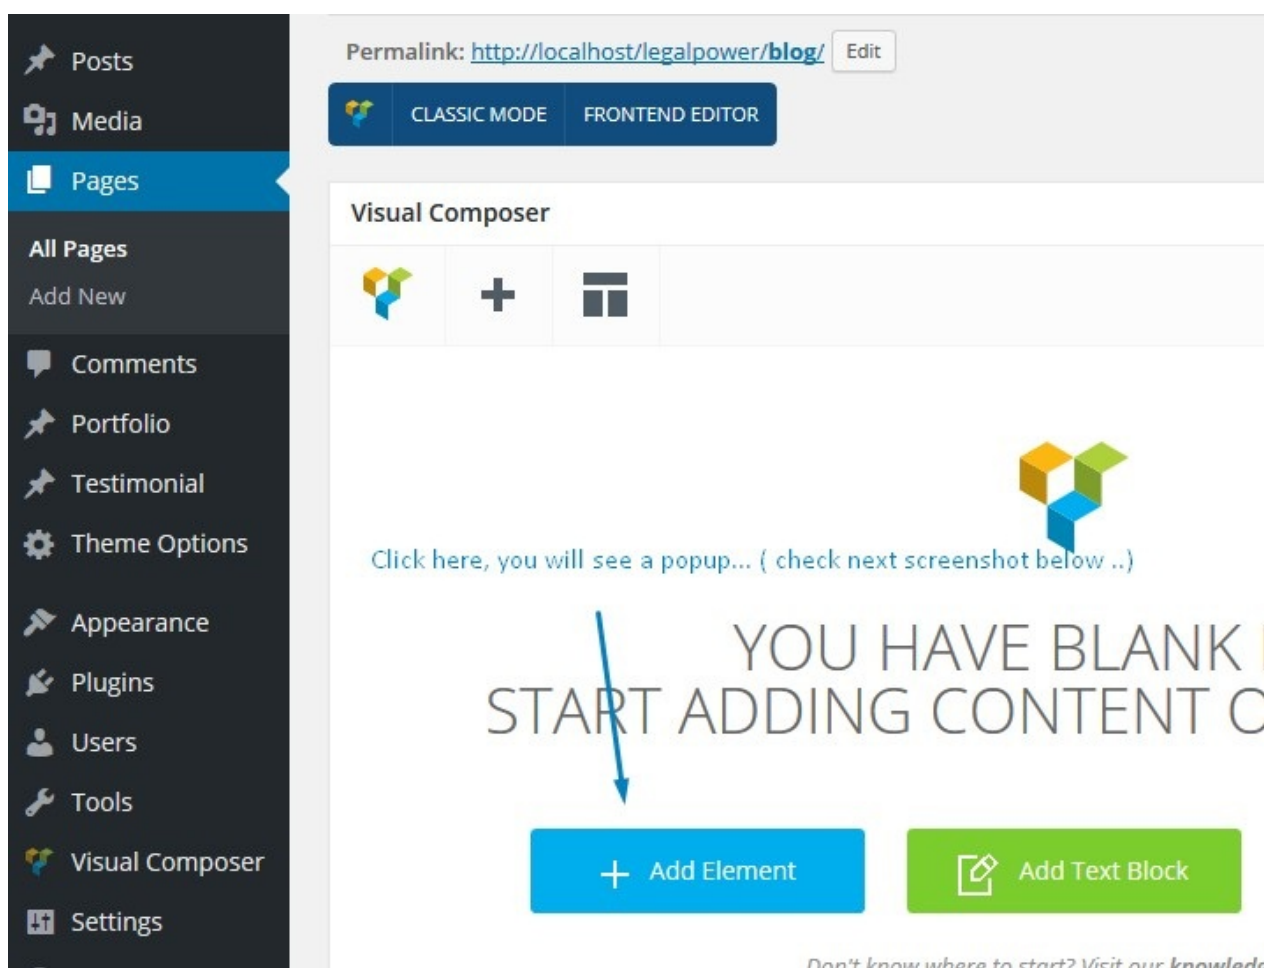 Posts
Media
Pages
All Pages
Add New
Comments
Portfolio
Testimonial
Theme Options
Appearance
Plugins
Users
Tools
Visual Composer
Settings
Permalink: http://localhost/legalpower/blog/ Edit
CLASSIC MODE FRONTEND EDITOR
Visual Composer
Click here, you will see a popup... ( check next screenshot below ..)
YOU HAVE BLANK
START ADDING CONTENT
Add Element Add Text Block
Don't know where to start? Visit our